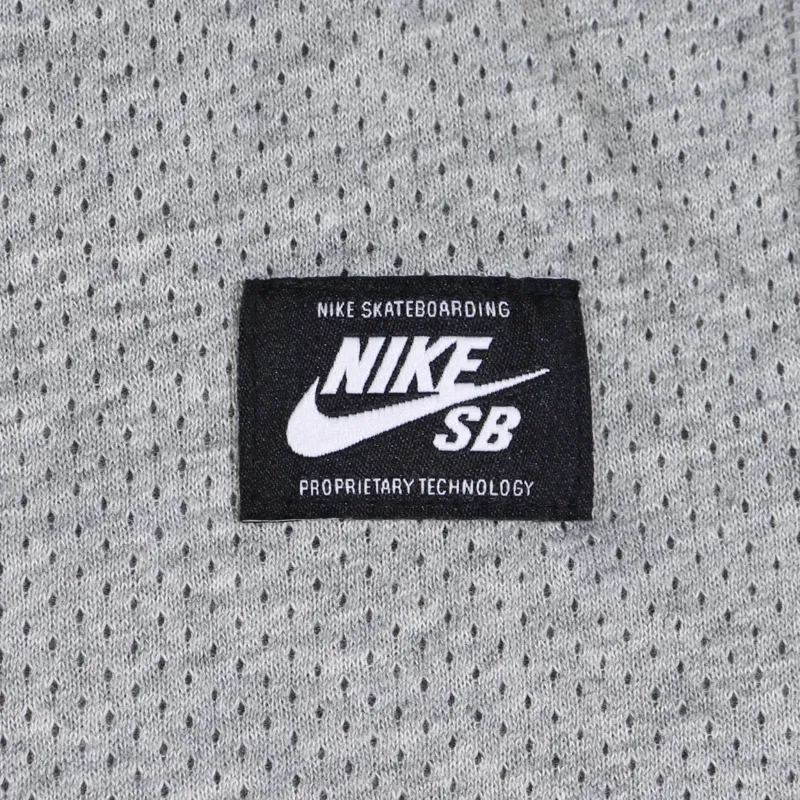 NIKE SKATEBOARDING
NIKE
SB
PROPRIETARY TECHNOLOGY